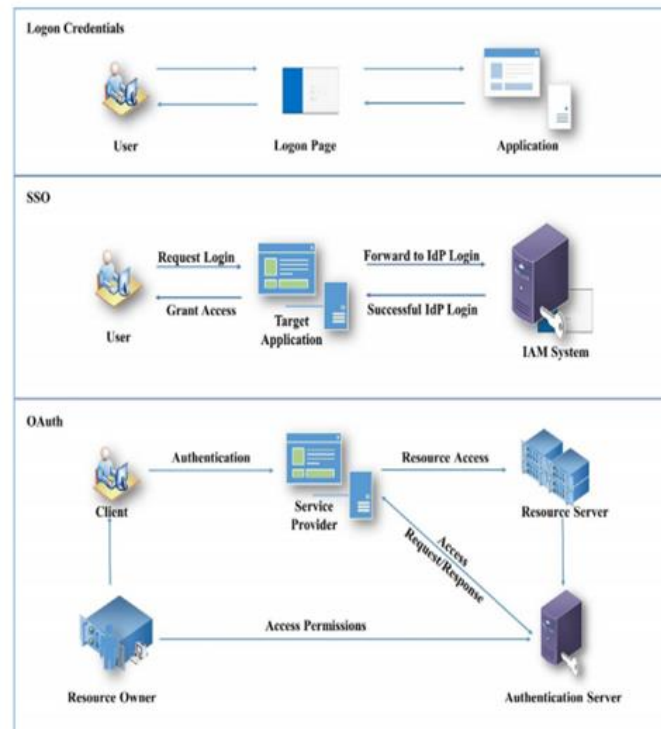 Logon Credentials
User
Logon Page
Application
SSO
Request Login
Forward to IdP Login
Grant Access
Successful IdP Login
User
Target
Application
IAM System
OAuth
Authentication
Resource Access
Client
Service
Provider
Resource Server
Access
Request/Response
Access Permissions
Resource Owner
Authentication Server